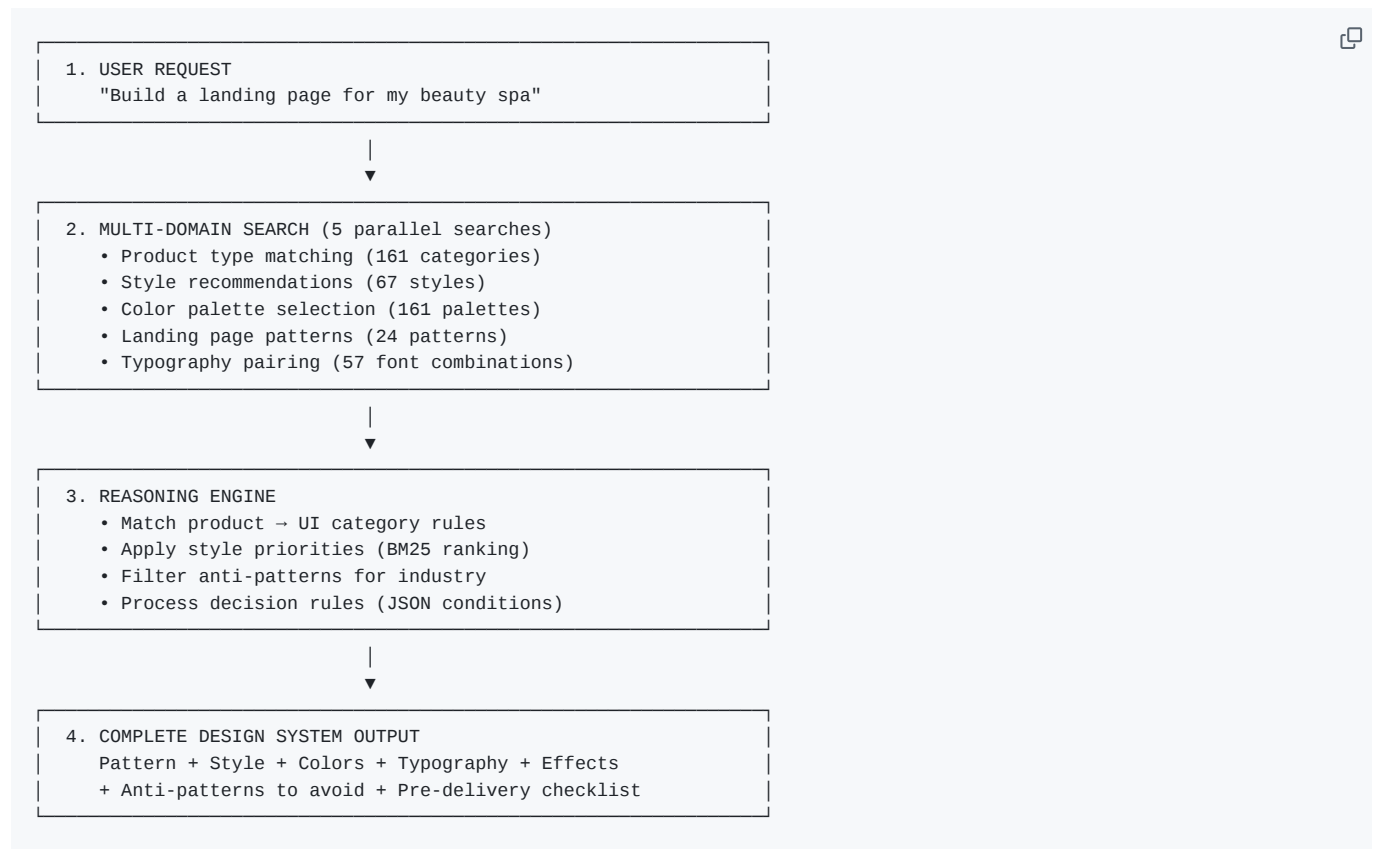 1. USER REQUEST
"Build a landing page for my beauty spa"
2. MULTI-DOMAIN SEARCH (5 parallel searches)
• Product type matching (161 categories)
• Style recommendations (67 styles)
• Color palette selection (161 palettes)
• Landing page patterns (24 patterns)
• Typography pairing (57 font combinations)
3. REASONING ENGINE
• Match product → UI category rules
• Apply style priorities (BM25 ranking)
• Filter anti-patterns for industry
• Process decision rules (JSON conditions)
4. COMPLETE DESIGN SYSTEM OUTPUT
Pattern + Style + Colors + Typography + Effects
+ Anti-patterns to avoid + Pre-delivery checklist